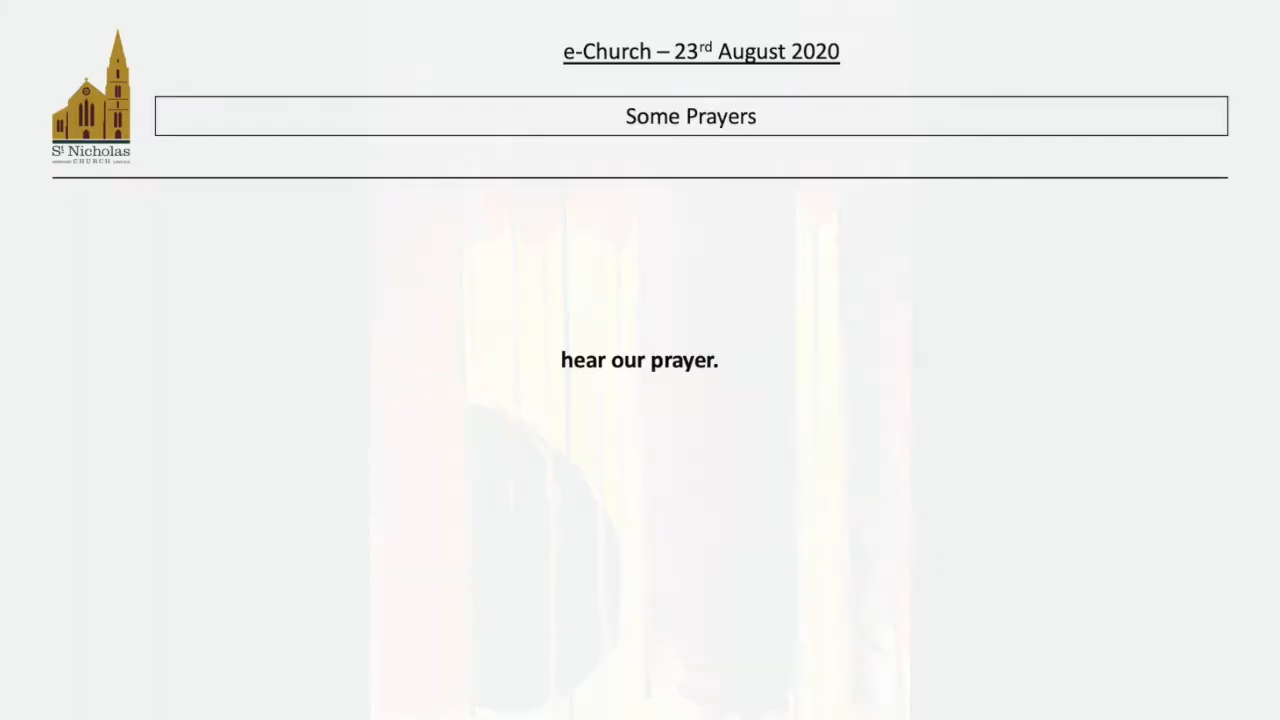 e-Church – 23rd August 2020
Some Prayers
St Nicholas
CHURCH
hear our prayer.